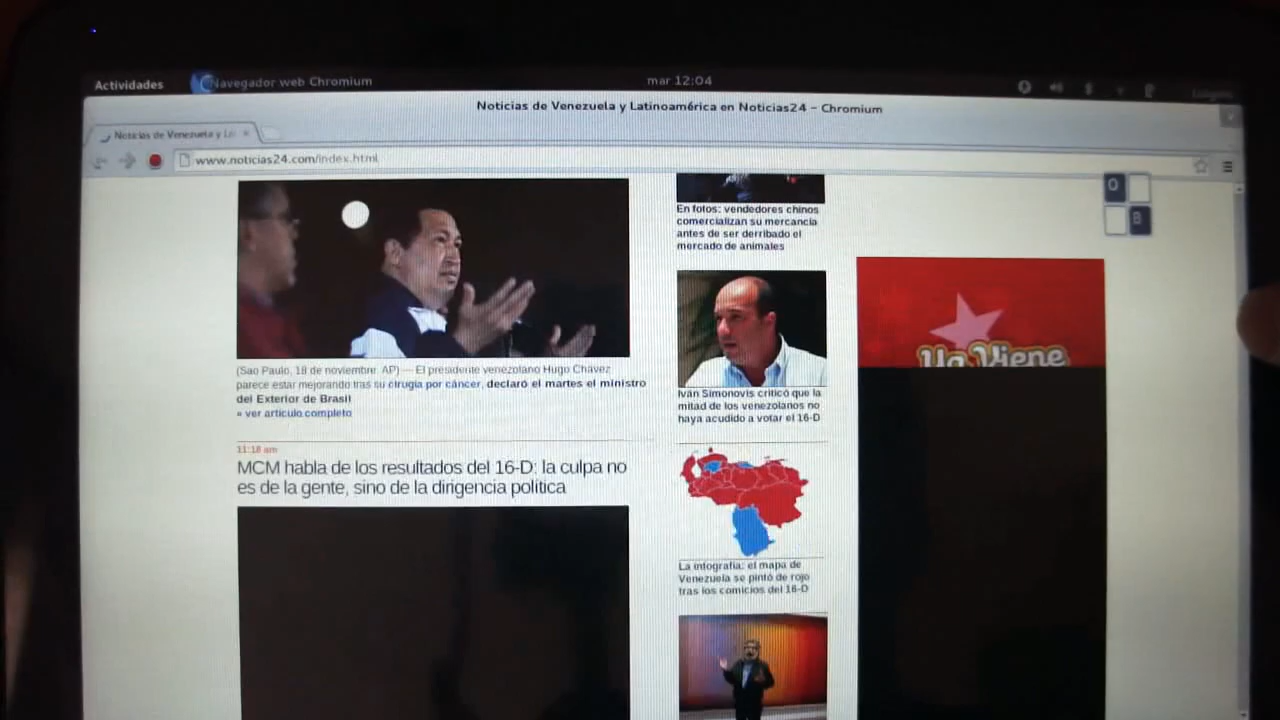 Actividades
Navegador web Chromium
mar 12:04
Noticias de Venezuela y Latinoamérica en Noticias24 – Chromium
Noticias de Venezuela y La
www.noticias24.com/index.html
(Sao Paulo, 18 de noviembre. AP) — El presidente venezolano Hugo Chávez
parece estar mejorando tras su cirugía por cáncer, declaró el martes el ministro
del Exterior de Brasil
» ver artículo completo
11:18 am
MCM habla de los resultados del 16-D: la culpa no
es de la gente, sino de la dirigencia política
En fotos: vendedores chinos
comercializan su mercancía
antes de ser derribado el
mercado de animales
Iván Simonovis criticó que la
mitad de los venezolanos no
haya acudido a votar el 16-D
La infografía: el mapa de
Venezuela se pintó de rojo
tras los comicios del 16-D
O
B
Ya Viene